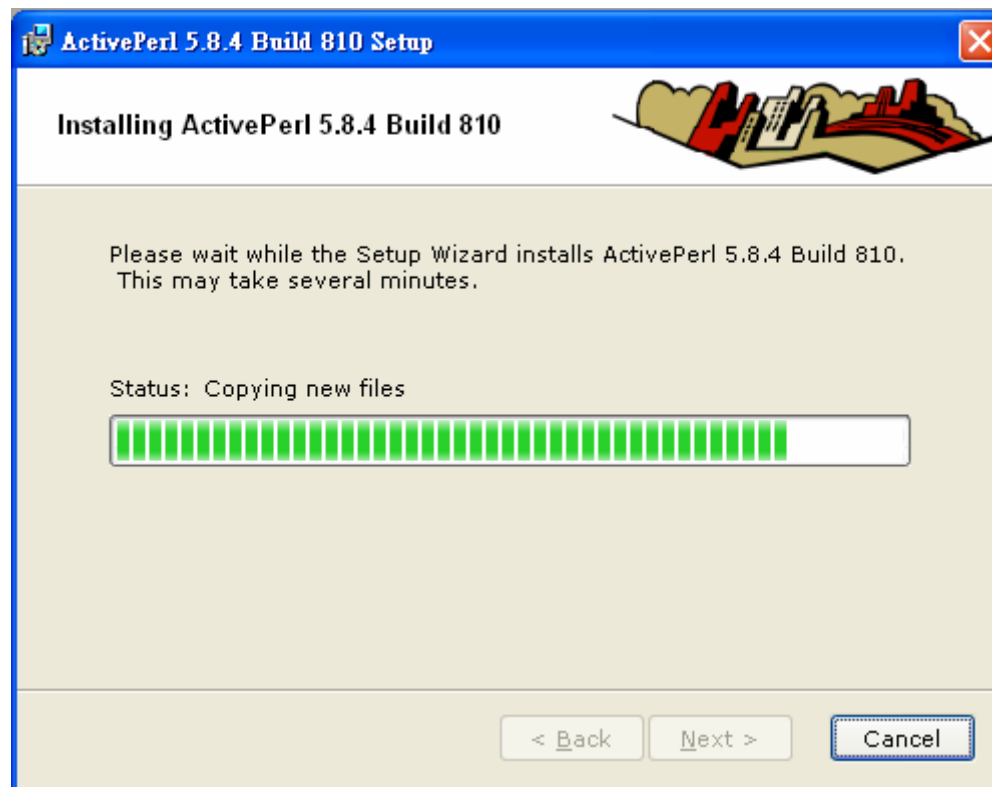 ActivePerl 5.8.4 Build 810 Setup
Installing ActivePerl 5.8.4 Build 810
Please wait while the Setup Wizard installs ActivePerl 5.8.4 Build 810.
This may take several minutes.
Status: Copying new files
< Back
Next >
Cancel